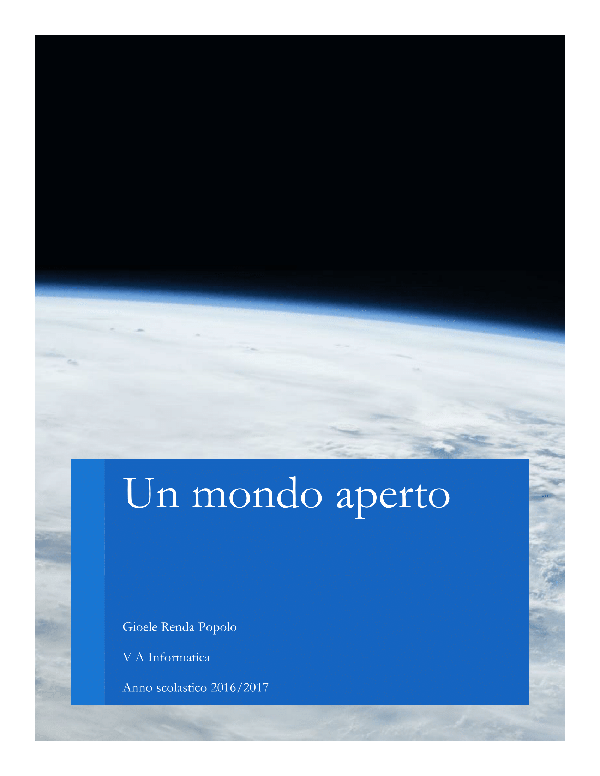 Un mondo aperto
Gioele Renda Popolo
V A Informatica
Anno scolastico 2016/2017